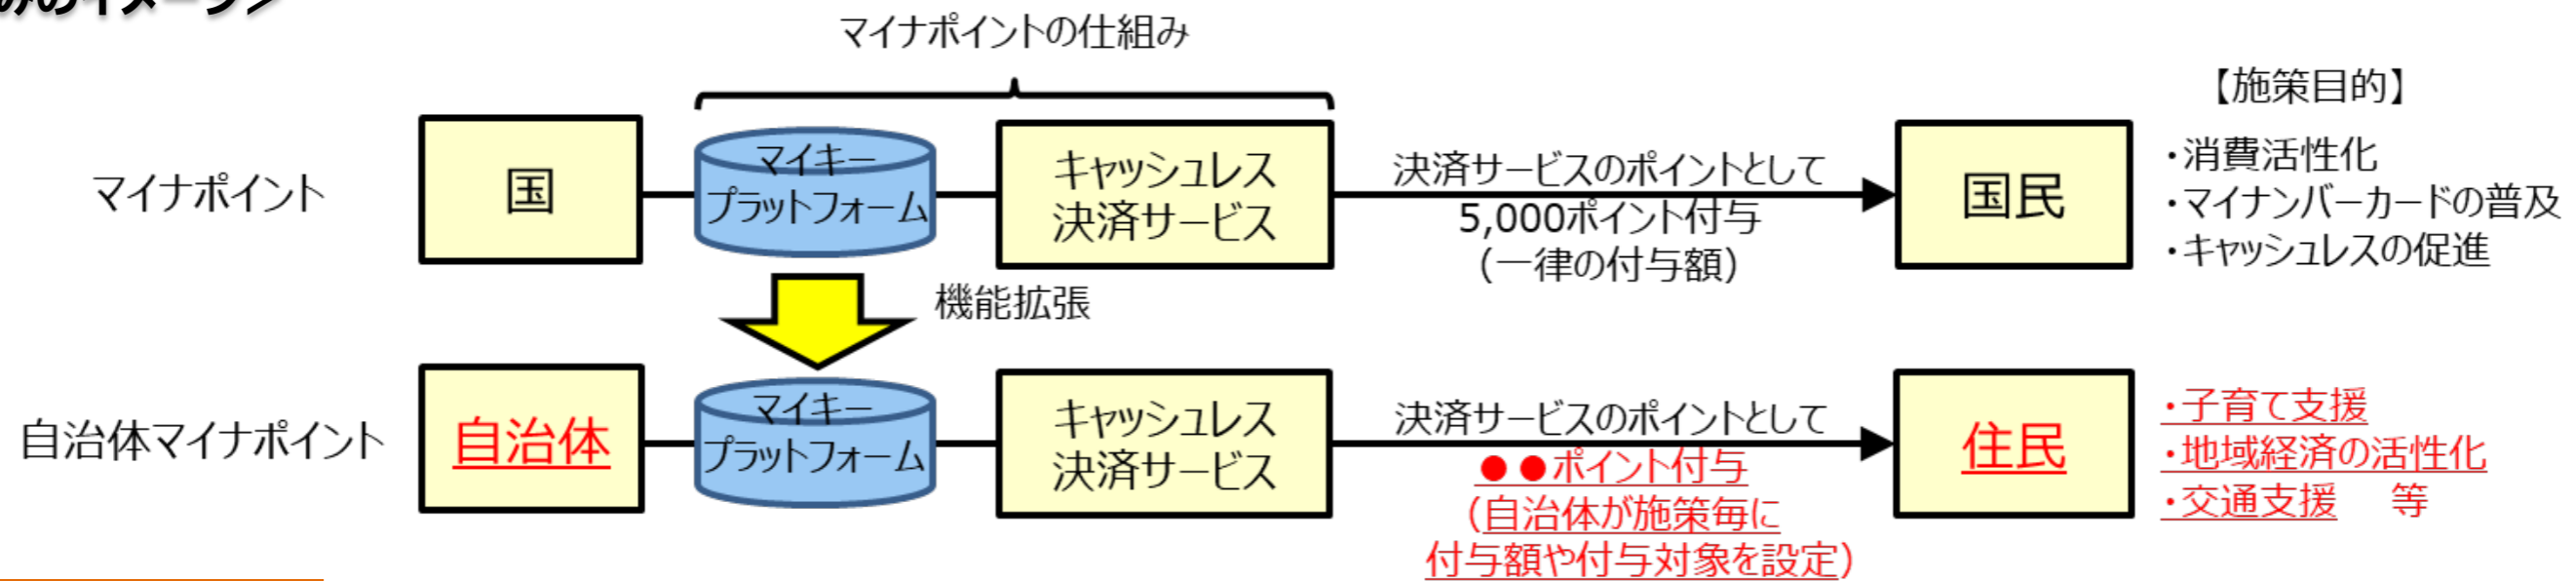 みのイメージ>
マイナポイントの仕組み
【施策目的】
マイナポイント
国
マイキー
プラットフォーム
キャッシュレス
決済サービス
決済サービスのポイントとして
5,000ポイント付与
(一律の付与額)
国民
・消費活性化
・マイナンバーカードの普及
・キャッシュレスの促進
機能拡張
自治体マイナポイント
自治体
マイキー
プラットフォーム
キャッシュレス
決済サービス
決済サービスのポイントとして
●●ポイント付与
(自治体が施策毎に
付与額や付与対象を設定)
住民
・子育て支援
・地域経済の活性化
・交通支援 等